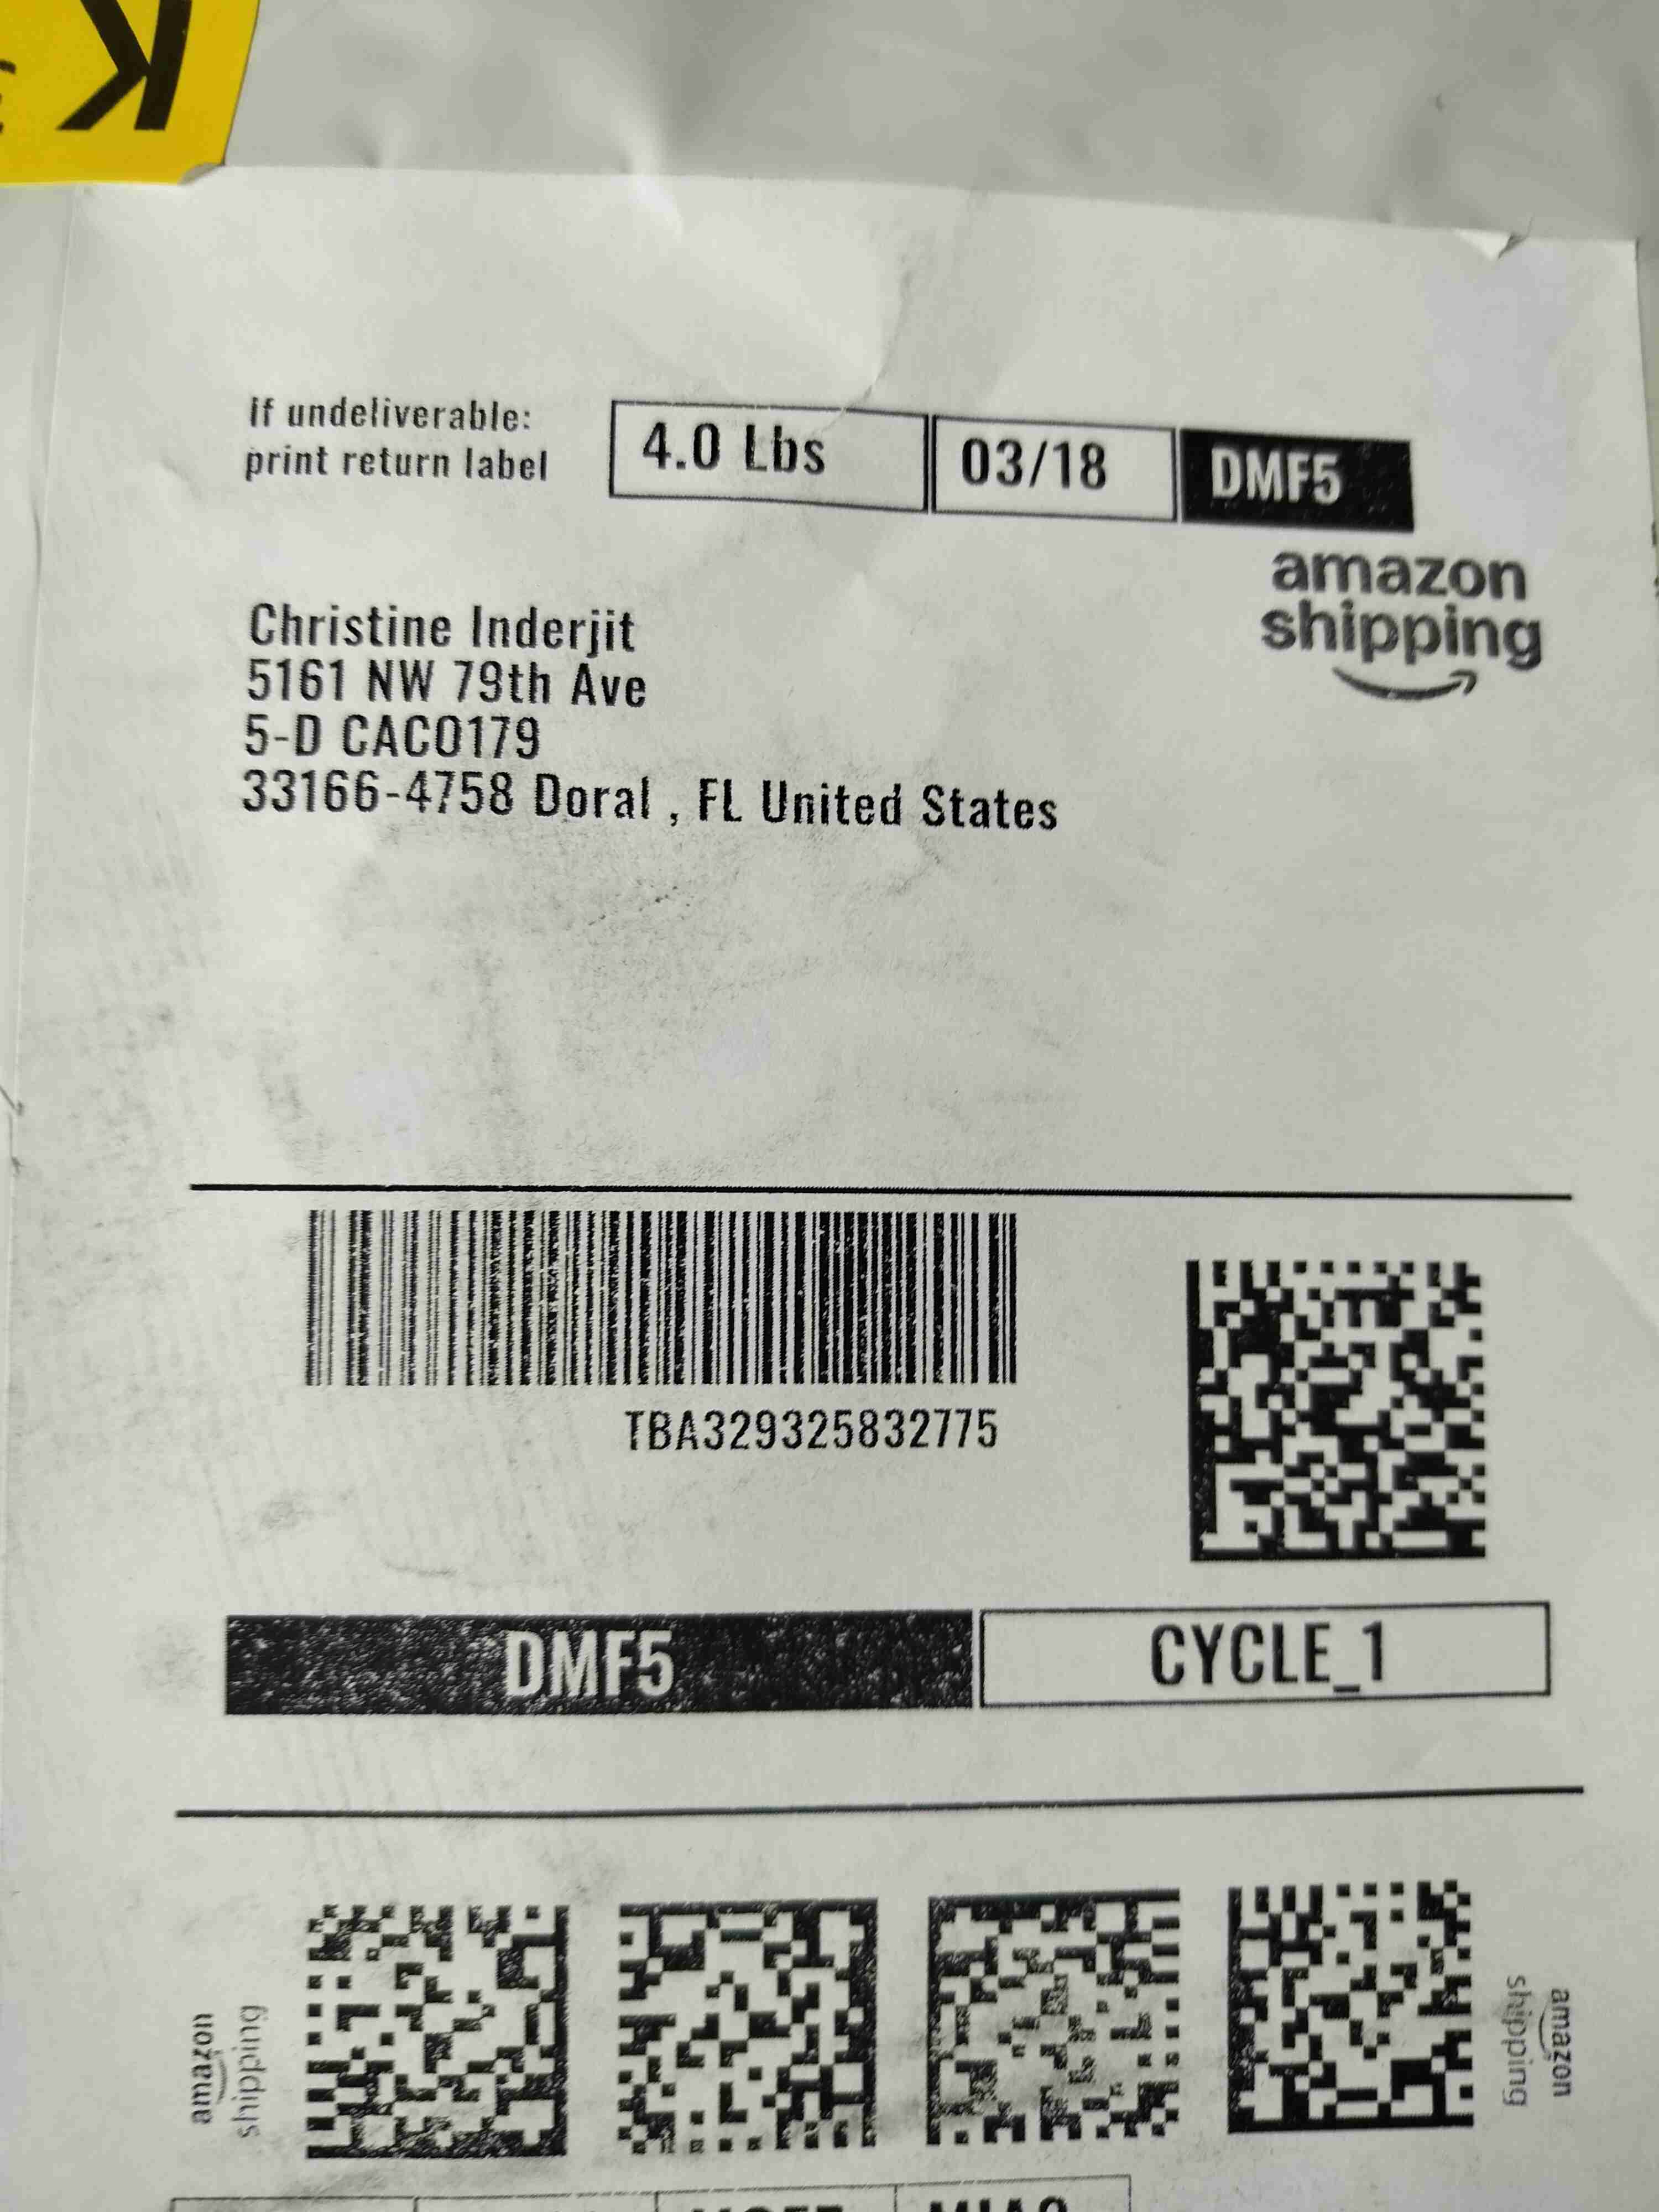 K
If undeliverable:
print return label
4.0 Lbs
03/18
DMF5
amazon
shipping
Christine Inderjit
5161 NW 79th Ave
5-D CAC0179
33166-4758 Doral , FL United States
TBA329325832775
DMF5
CYCLE_1
amazon
shipping
amazon
shipping